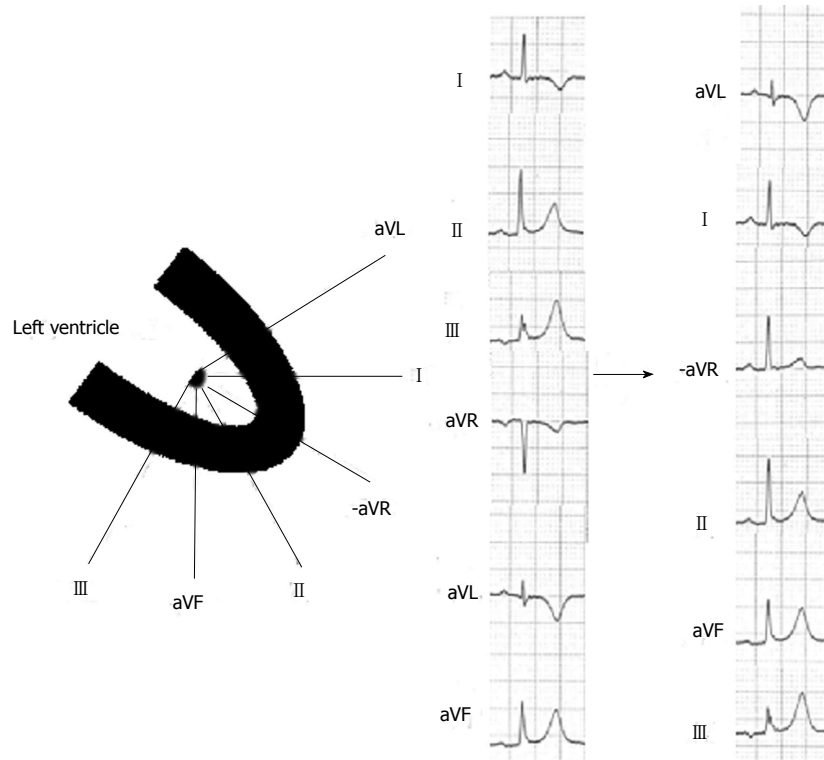 Left ventricle
aVL
Ⅰ
-aVR
Ⅱ
aVF
Ⅲ
Ⅰ
Ⅱ
Ⅲ
aVR
aVL
aVF
aVL
Ⅰ
-aVR
Ⅱ
aVF
Ⅲ